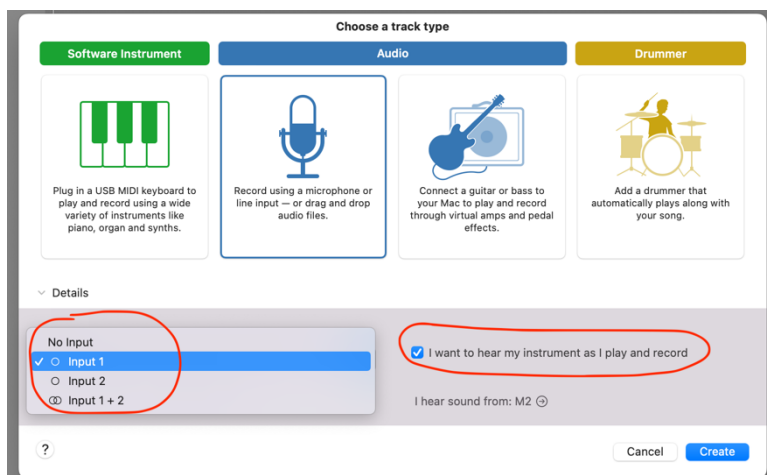 Choose a track type
Software Instrument
Audio
Drummer
Plug in a USB MIDI keyboard to
play and record using a wide
variety of instruments like
piano, organ and synths.
Record using a microphone or
line input — or drag and drop
audio files.
Connect a guitar or bass to
your Mac to play and record
through virtual amps and pedal
effects.
Add a drummer that
automatically plays along with
your song.
Details
No Input
Input 1
Input 2
Input 1 + 2
I want to hear my instrument as I play and record
I hear sound from: M2
?
Cancel
Create